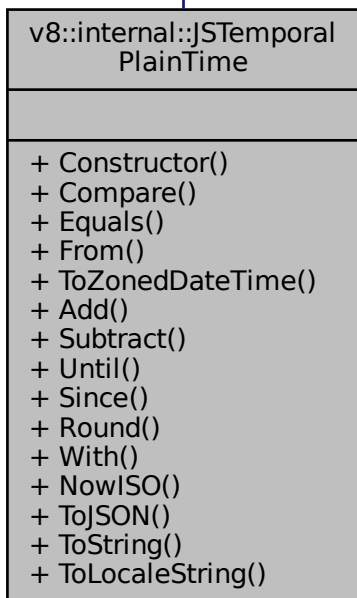 v8::internal::JSTemporal
PlainTime
+ Constructor()
+ Compare()
+ Equals()
+ From()
+ ToZonedDateTime()
+ Add()
+ Subtract()
+ Until()
+ Since()
+ Round()
+ With()
+ NowISO()
+ ToJSON()
+ ToString()
+ ToLocaleString()